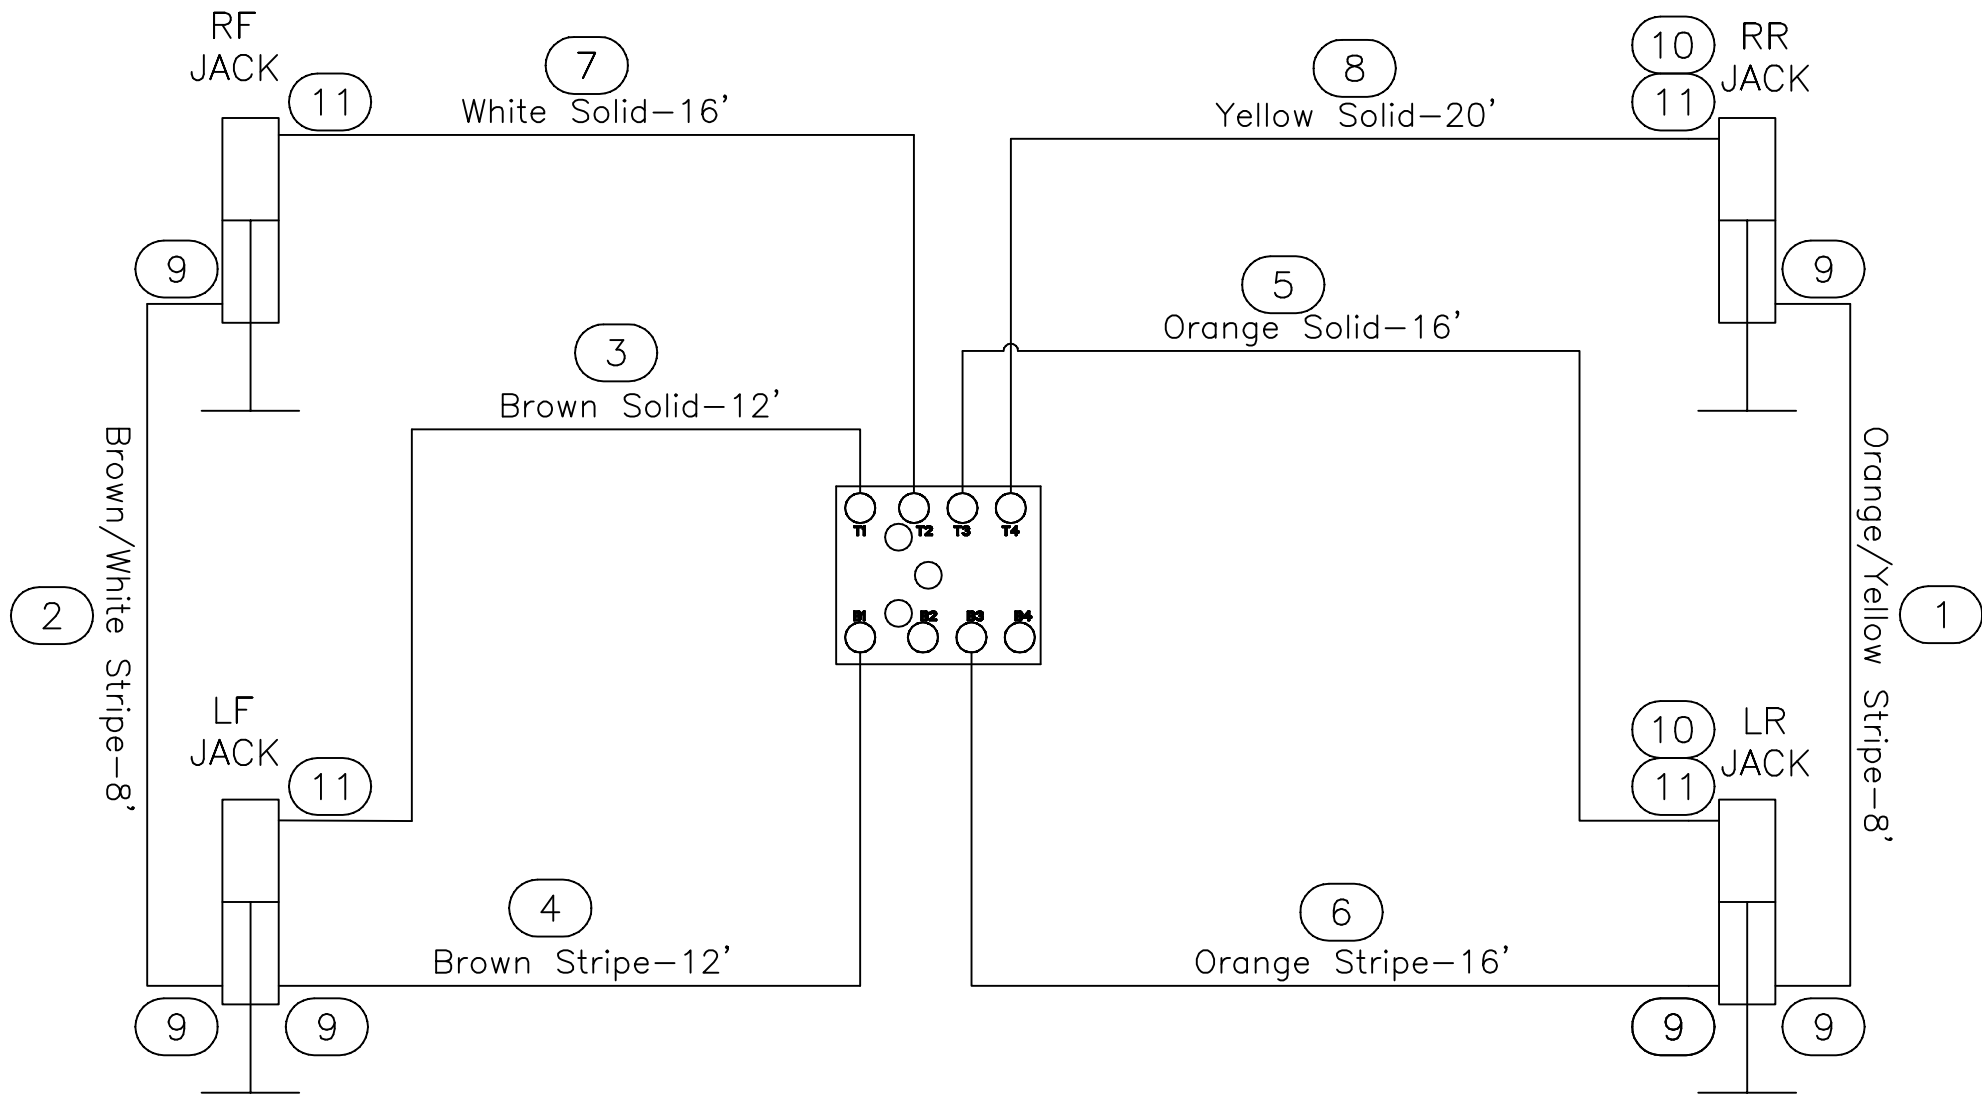 RF
JACK
11
7
White Solid-16'
8
Yellow Solid-20'
10
11
RR
JACK
9
9
5
Orange Solid-16'
3
Brown Solid-12'
Brown/White Stripe-8'
2
Orange/Yellow Stripe-8'
1
T1
T2
T3
T4
B1
B2
B3
B4
LF
JACK
11
10
11
LR
JACK
4
Brown Stripe-12'
6
Orange Stripe-16'
9
9
9
9